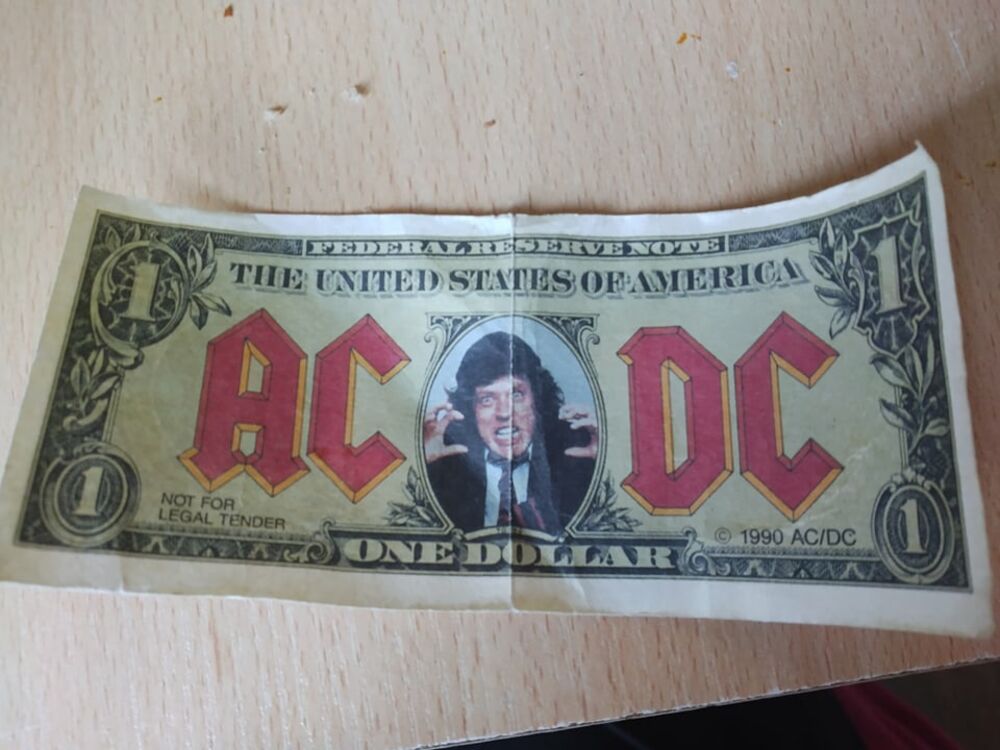 FEDERAL RESERVE NOTE
THE UNITED STATES OF AMERICA
1
1
AC DC
NOT FOR
LEGAL TENDER
© 1990 AC/DC
1
ONE DOLLAR
1